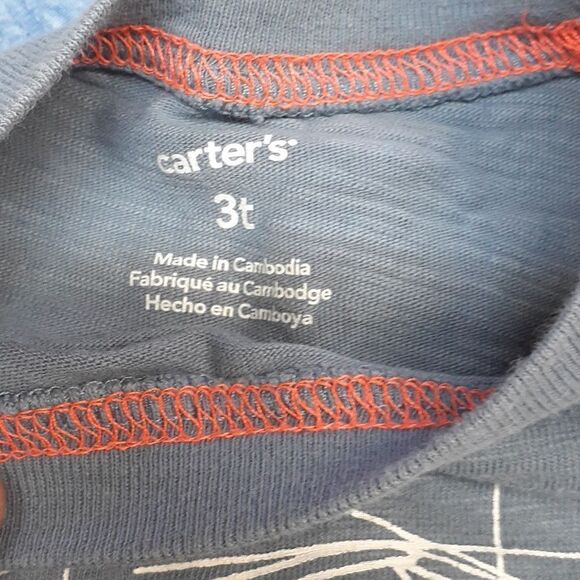 carter's
3t
Made in Cambodia
Fabriqué au Cambodge
Hecho en Camboya